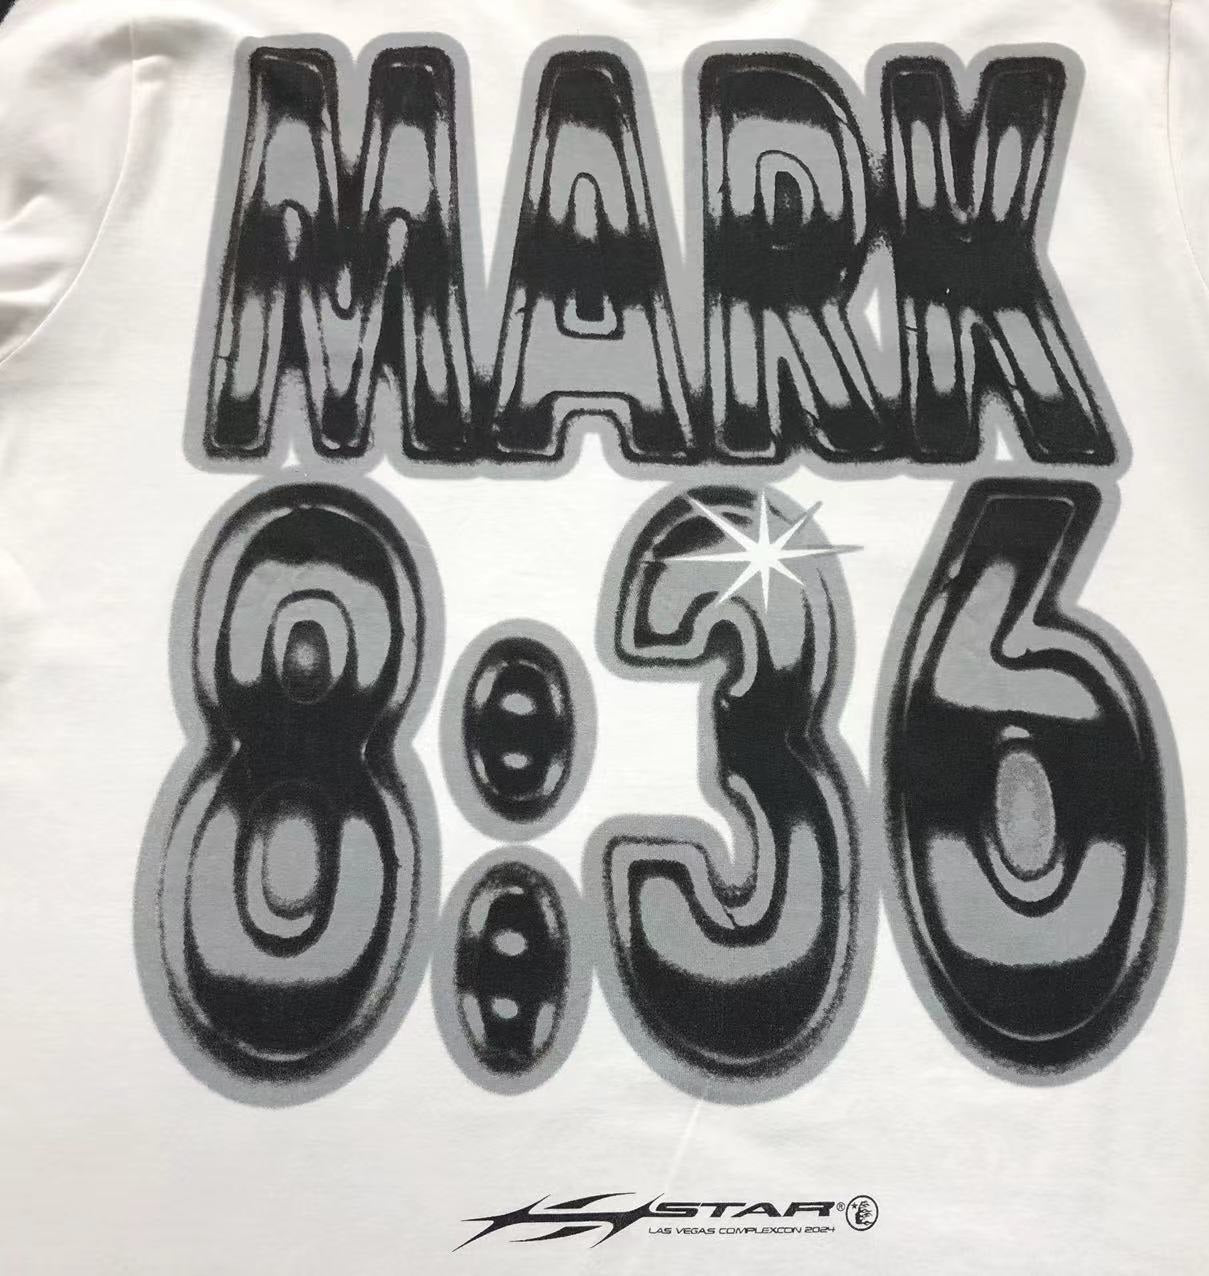 MARK
8:36
STAR®
LAS VEGAS COMPLEXCON 2024